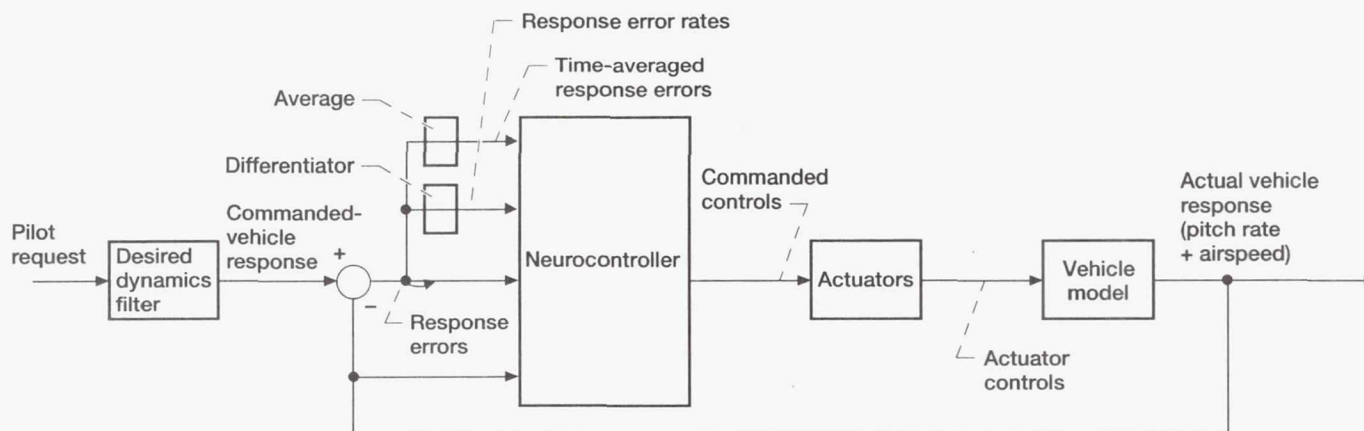 Response error rates
Time-averaged
response errors
Average
Differentiator
Commanded-
vehicle
response
Pilot
request
Desired
dynamics
filter
+
−
Response
errors
Neurocontroller
Commanded
controls
Actuators
Actuator
controls
Vehicle
model
Actual vehicle
response
(pitch rate
+ airspeed)